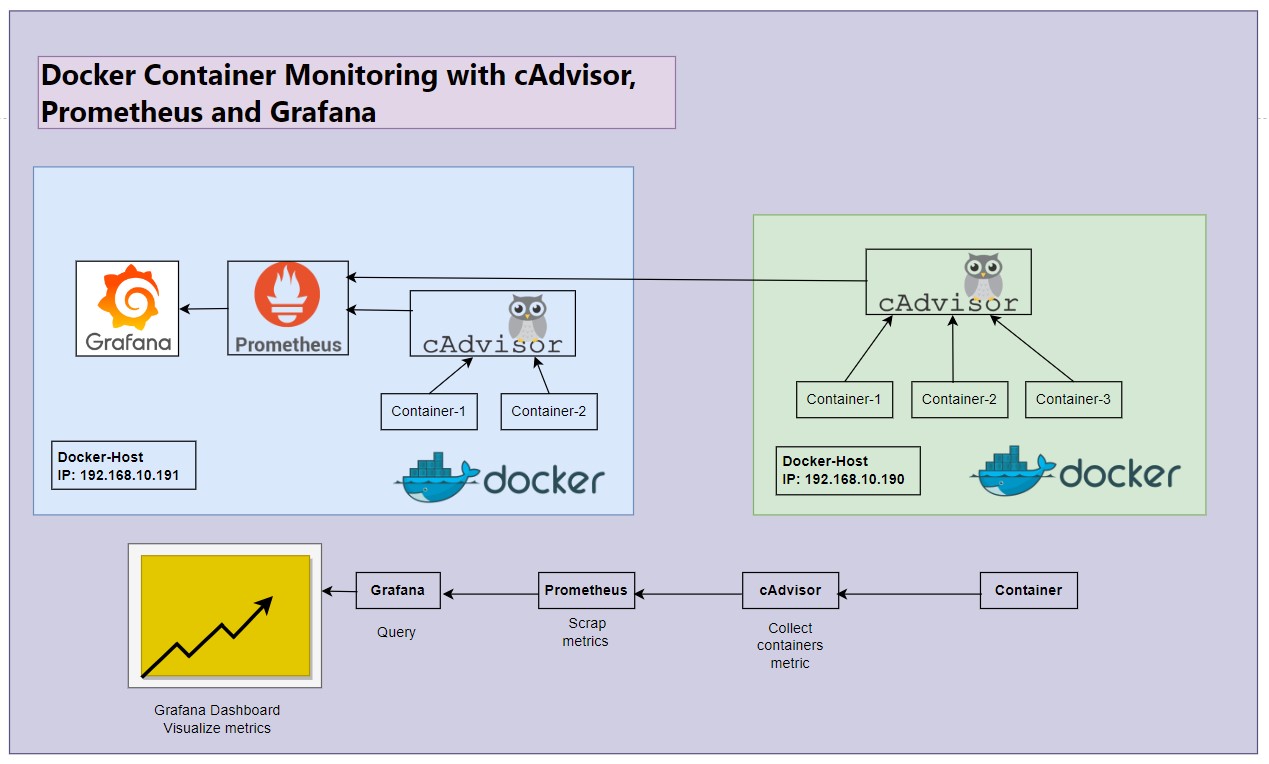 Docker Container Monitoring with cAdvisor,
Prometheus and Grafana
Grafana
Prometheus
cAdvisor
Container-1
Container-2
Docker-Host
IP: 192.168.10.191
docker
cAdvisor
Container-1
Container-2
Container-3
Docker-Host
IP: 192.168.10.190
docker
Grafana
Prometheus
cAdvisor
Container
Query
Scrap
metrics
Collect
containers
metric
Grafana Dashboard
Visualize metrics